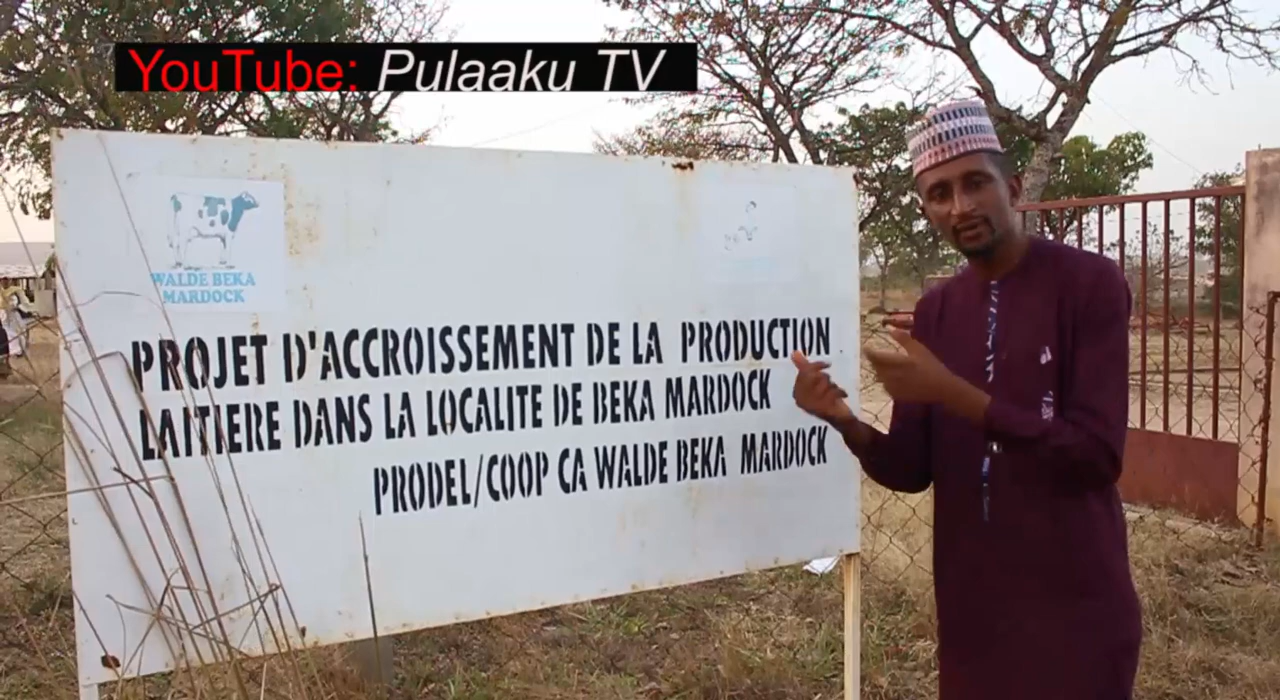 YouTube: Pulaaku TV
WALDE BEKA
MARDOCK
PROJET D'ACCROISSEMENT DE LA PRODUCTION
LAITIERE DANS LA LOCALITE DE BEKA MARDOCK
PRODEL/COOP CA WALDE BEKA MARDOCK